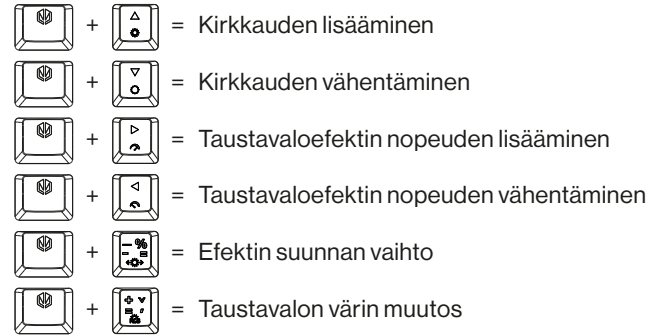 + = Kirkkauden lisääminen
+ = Kirkkauden vähentäminen
+ = Taustavaloefektin nopeuden lisääminen
+ = Taustavaloefektin nopeuden vähentäminen
+ % = Efektin suunnan vaihto
+ = Taustavalon värin muutos